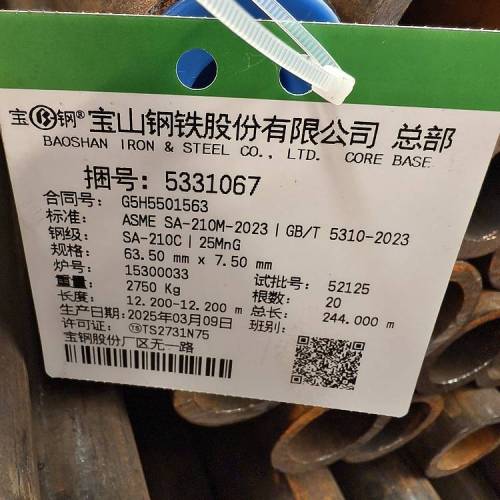 宝钢® 宝山钢铁股份有限公司 总部
BAOSHAN IRON & STEEL CO., LTD. CORE BASE
捆号: 5331067
合同号: G5H5501563
标准: ASME SA-210M-2023 | GB/T 5310-2023
钢级: SA-210C | 25MnG
规格: 63.50 mm x 7.50 mm
炉号: 15300033 试批号: 52125
重量: 2750 Kg 根数: 20
长度: 12.200-12.200 m 总长: 244.000 m
生产日期: 2025年03月09日 班别:
许可证: TS TS2731N75
宝钢股份厂区无一路